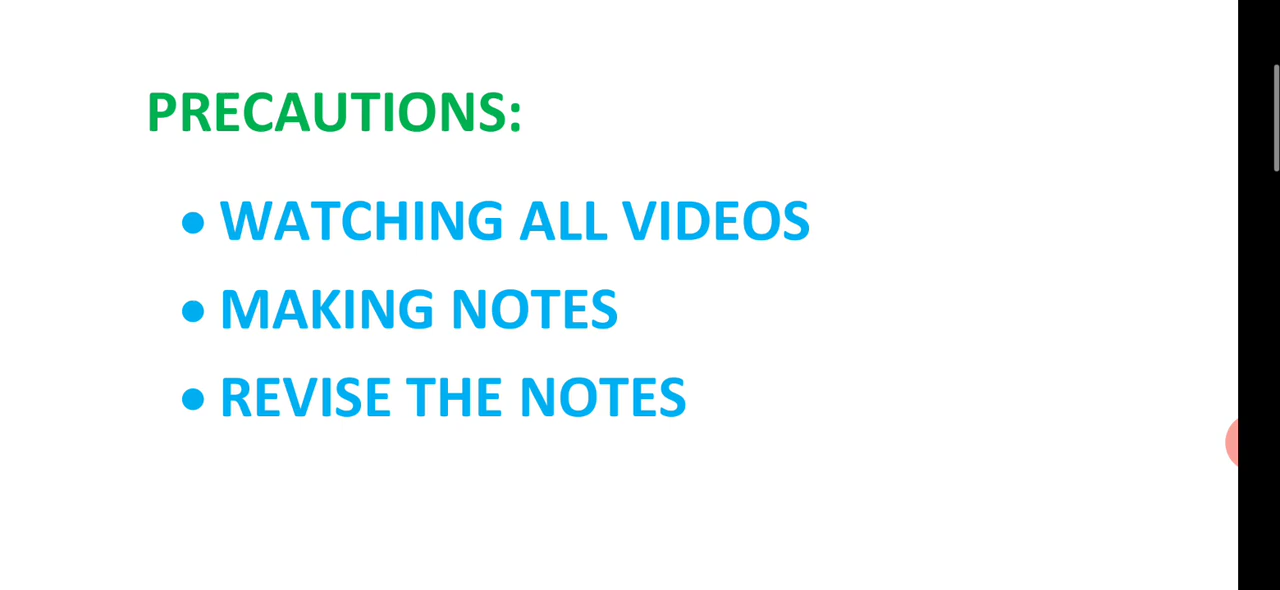 PRECAUTIONS:
• WATCHING ALL VIDEOS
• MAKING NOTES
• REVISE THE NOTES